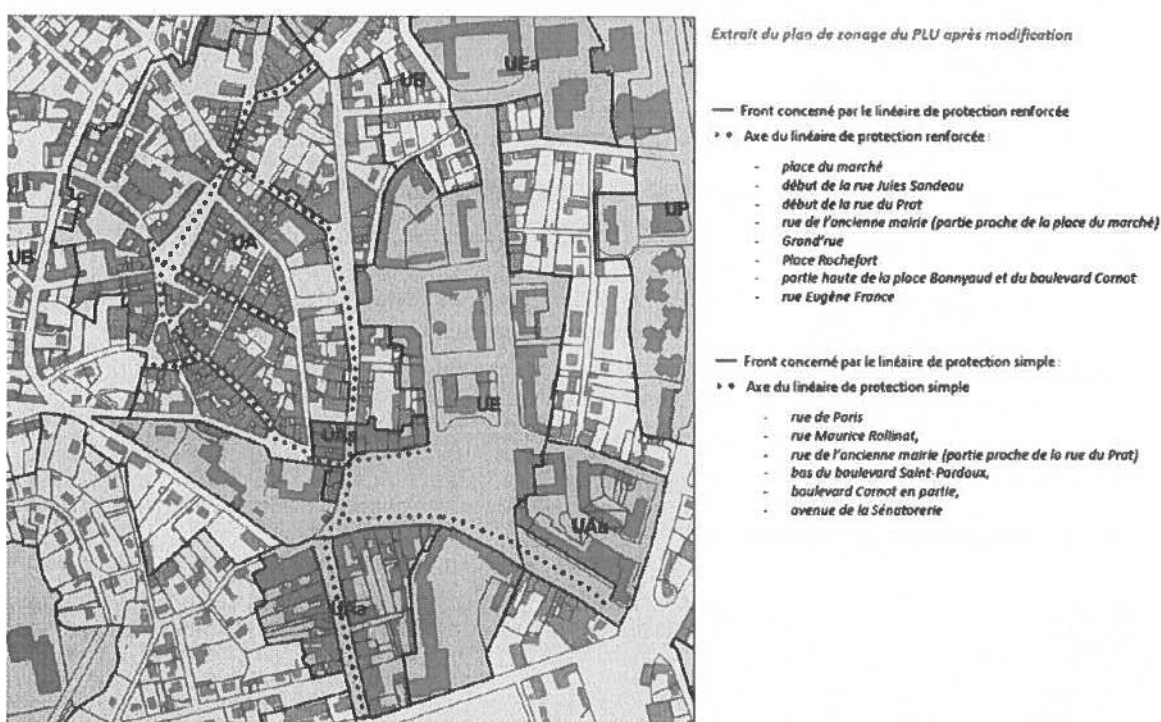 Extrait du plan de zonage du PLU après modification
Front concerné par le linéaire de protection renforcée
Axe du linéaire de protection renforcée :
- place du marché
- début de la rue Jules Sandeau
- début de la rue du Prat
- rue de l'ancienne mairie (partie proche de la place du marché)
- Grand'rue
- Place Rochefort
- partie haute de la place Bonnyaud et du boulevard Carnot
- rue Eugène France
Front concerné par le linéaire de protection simple :
Axe du linéaire de protection simple
- rue de Paris
- rue Maurice Rollinat,
- rue de l'ancienne mairie (partie proche de la rue du Prat)
- bas du boulevard Saint-Pardoux,
- boulevard Carnot en partie,
- avenue de la Sénatorerie
UEa
UB
UP
UA
UB
UE
UAa